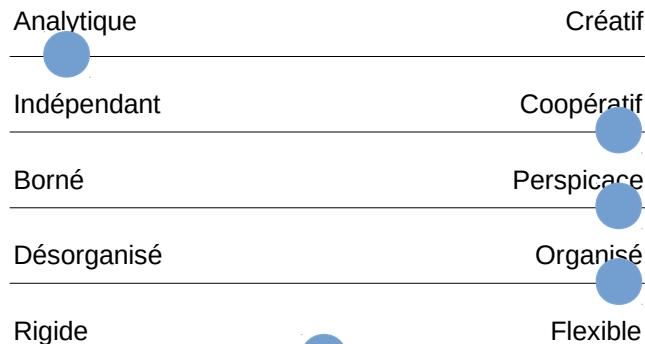 Analytique Créatif
Indépendant Coopératif
Borné Perspicace
Désorganisé Organisé
Rigide Flexible